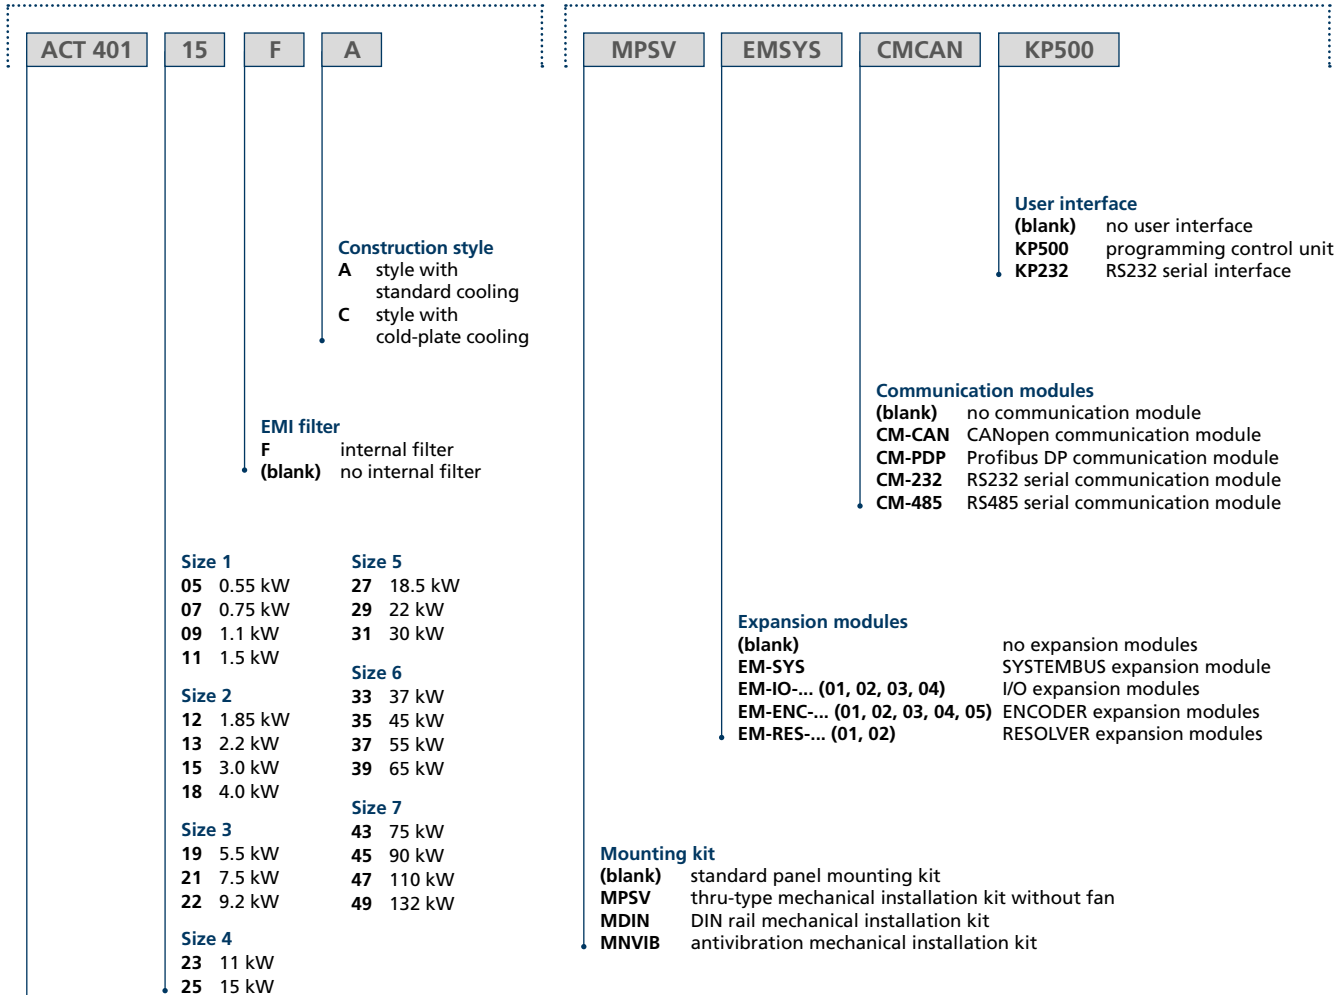 ACT 401 15 F A MPSV EMSYS CMCAN KP500
User interface
(blank) no user interface
KP500 programming control unit
KP232 RS232 serial interface
Construction style
A style with
standard cooling
C style with
cold-plate cooling
Communication modules
(blank) no communication module
CM-CAN CANopen communication module
CM-PDP Profibus DP communication module
CM-232 RS232 serial communication module
CM-485 RS485 serial communication module
EMI filter
F internal filter
(blank) no internal filter
Size 1
05 0.55 kW
07 0.75 kW
09 1.1 kW
11 1.5 kW
Size 2
12 1.85 kW
13 2.2 kW
15 3.0 kW
18 4.0 kW
Size 3
19 5.5 kW
21 7.5 kW
22 9.2 kW
Size 4
23 11 kW
25 15 kW
Size 5
27 18.5 kW
29 22 kW
31 30 kW
Size 6
33 37 kW
35 45 kW
37 55 kW
39 65 kW
Size 7
43 75 kW
45 90 kW
47 110 kW
49 132 kW
Expansion modules
(blank) no expansion modules
EM-SYS SYSTEMBUS expansion module
EM-IO-... (01, 02, 03, 04) I/O expansion modules
EM-ENC-... (01, 02, 03, 04, 05) ENCODER expansion modules
EM-RES-... (01, 02) RESOLVER expansion modules
Mounting kit
(blank) standard panel mounting kit
MPSV thru-type mechanical installation kit without fan
MDIN DIN rail mechanical installation kit
MNVIB antivibration mechanical installation kit